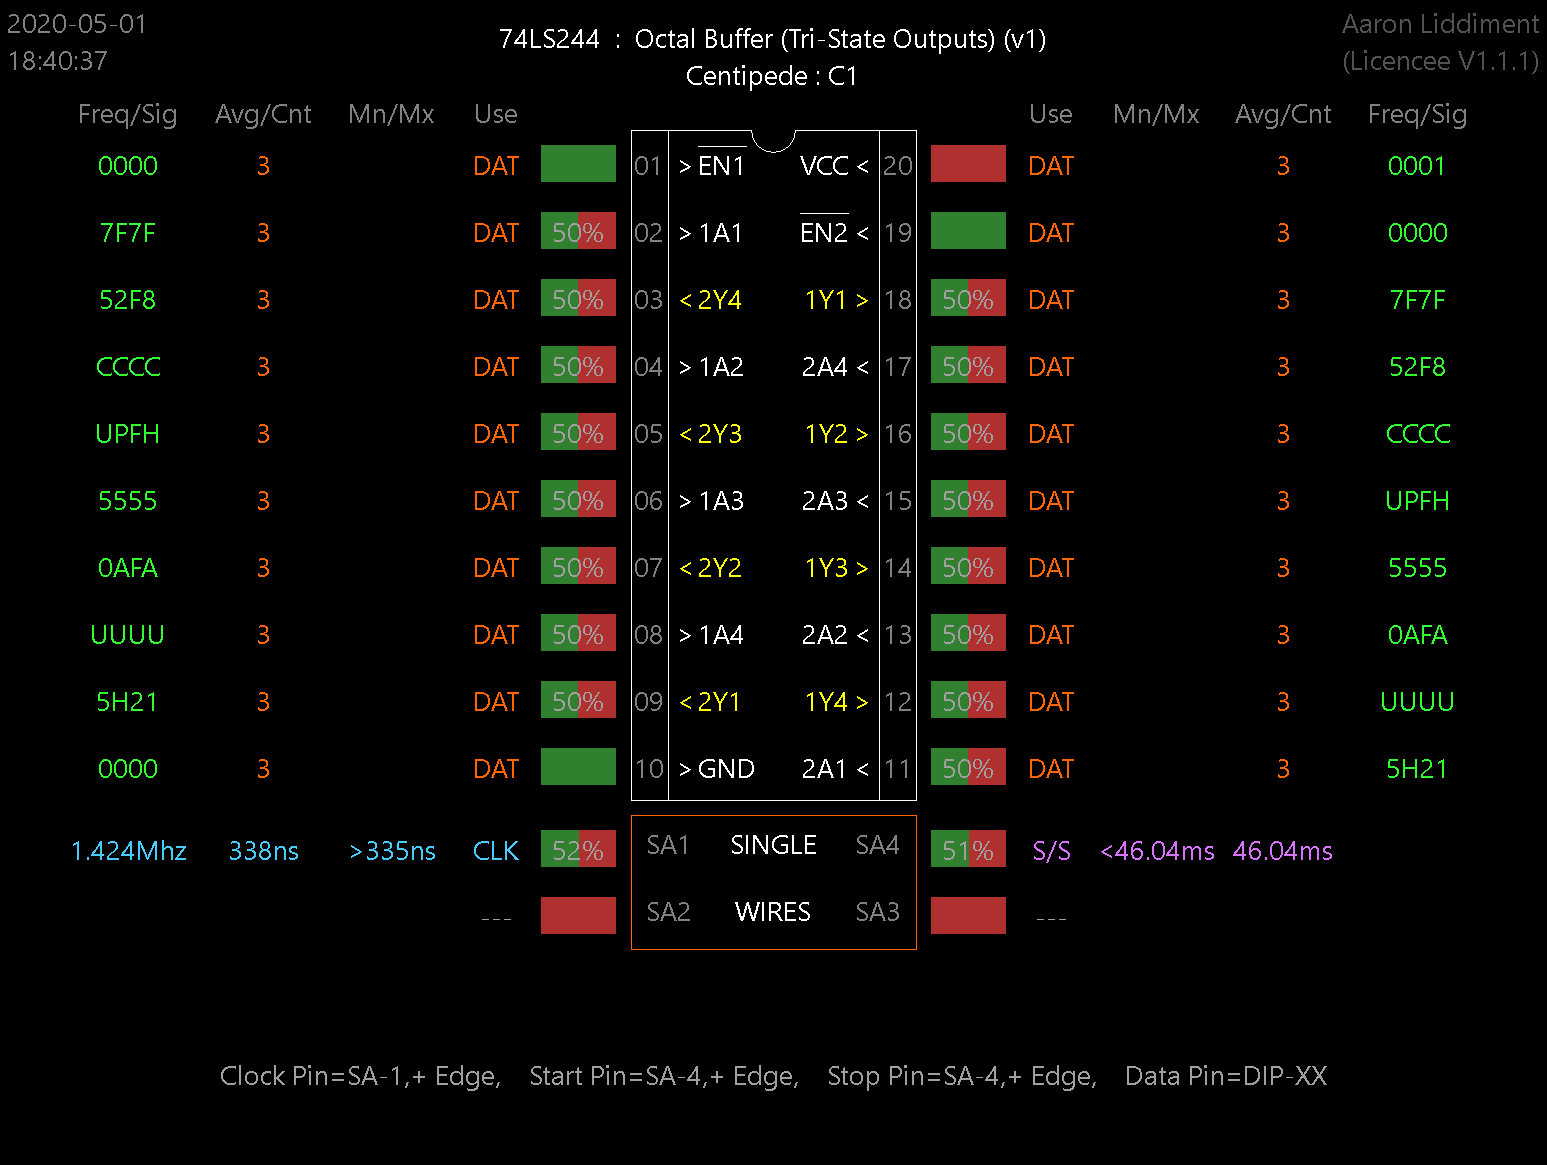 2020-05-01
18:40:37
74LS244 : Octal Buffer (Tri-State Outputs) (v1)
Centipede : C1
Aaron Liddiment
(Licencee V1.1.1)
Freq/Sig Avg/Cnt Mn/Mx Use Use Mn/Mx Avg/Cnt Freq/Sig
0000 3 DAT 01 > EN1 VCC < 20 DAT 3 0001
7F7F 3 DAT 50% 02 > 1A1 EN2 < 19 DAT 3 0000
52F8 3 DAT 50% 03 < 2Y4 1Y1 > 18 50% DAT 3 7F7F
CCCC 3 DAT 50% 04 > 1A2 2A4 < 17 50% DAT 3 52F8
UPFH 3 DAT 50% 05 < 2Y3 1Y2 > 16 50% DAT 3 CCCC
5555 3 DAT 50% 06 > 1A3 2A3 < 15 50% DAT 3 UPFH
0AFA 3 DAT 50% 07 < 2Y2 1Y3 > 14 50% DAT 3 5555
UUUU 3 DAT 50% 08 > 1A4 2A2 < 13 50% DAT 3 0AFA
5H21 3 DAT 50% 09 < 2Y1 1Y4 > 12 50% DAT 3 UUUU
0000 3 DAT 10 > GND 2A1 < 11 50% DAT 3 5H21
1.424Mhz 338ns >335ns CLK 52% SA1 SINGLE SA4 51% S/S <46.04ms 46.04ms
--- SA2 WIRES SA3 ---
Clock Pin=SA-1,+ Edge, Start Pin=SA-4,+ Edge, Stop Pin=SA-4,+ Edge, Data Pin=DIP-XX